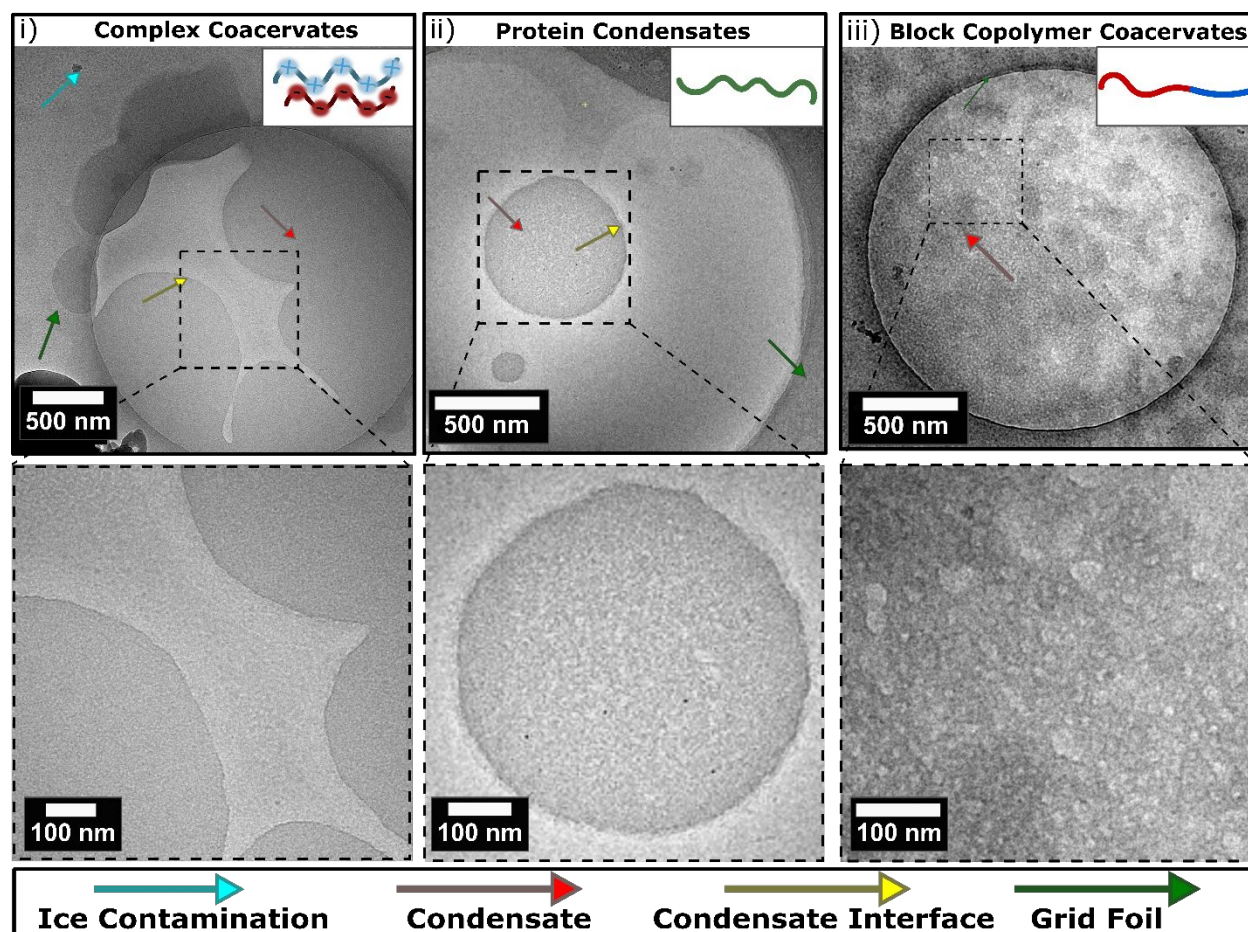 i) Complex Coacervates
ii) Protein Condensates
iii) Block Copolymer Coacervates
500 nm
500 nm
500 nm
100 nm
100 nm
100 nm
Ice Contamination
Condensate
Condensate Interface
Grid Foil